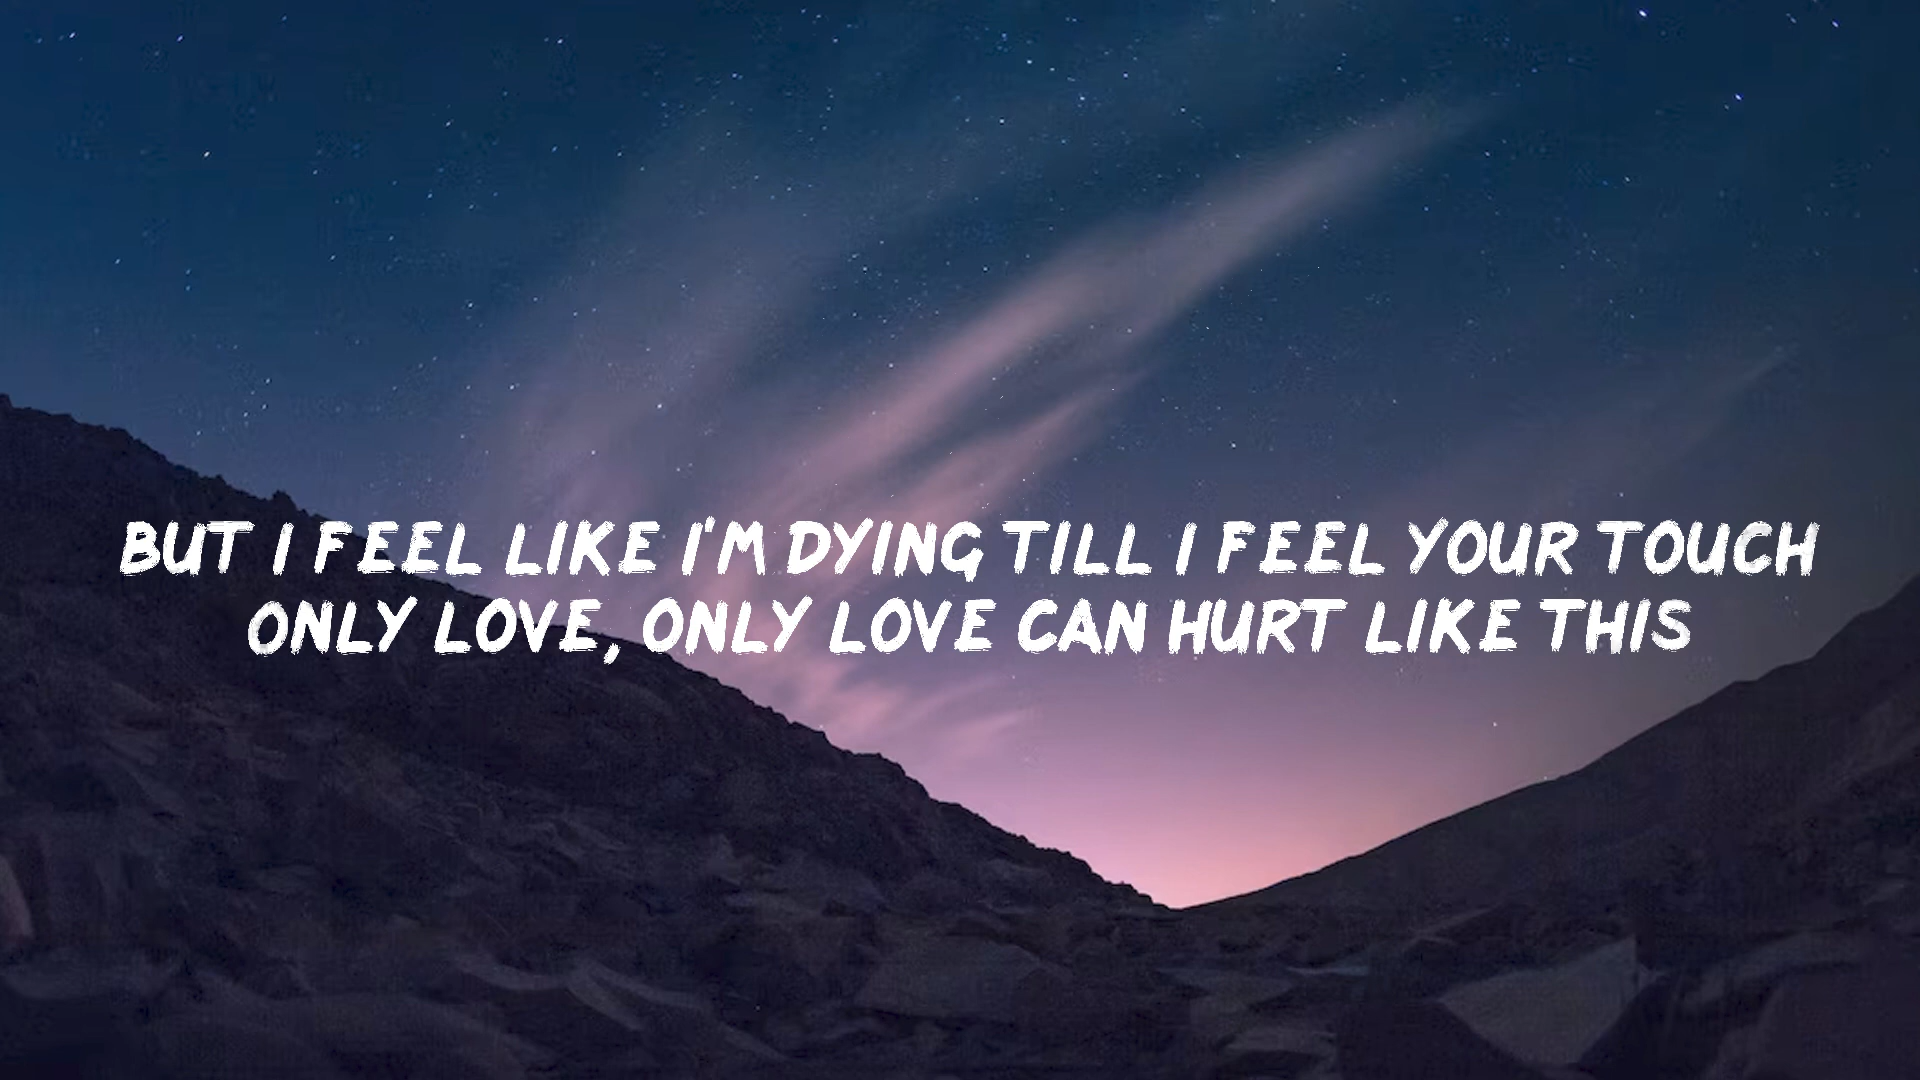 BUT I FEEL LIKE I'M DYING TILL I FEEL YOUR TOUCH
ONLY LOVE, ONLY LOVE CAN HURT LIKE THIS